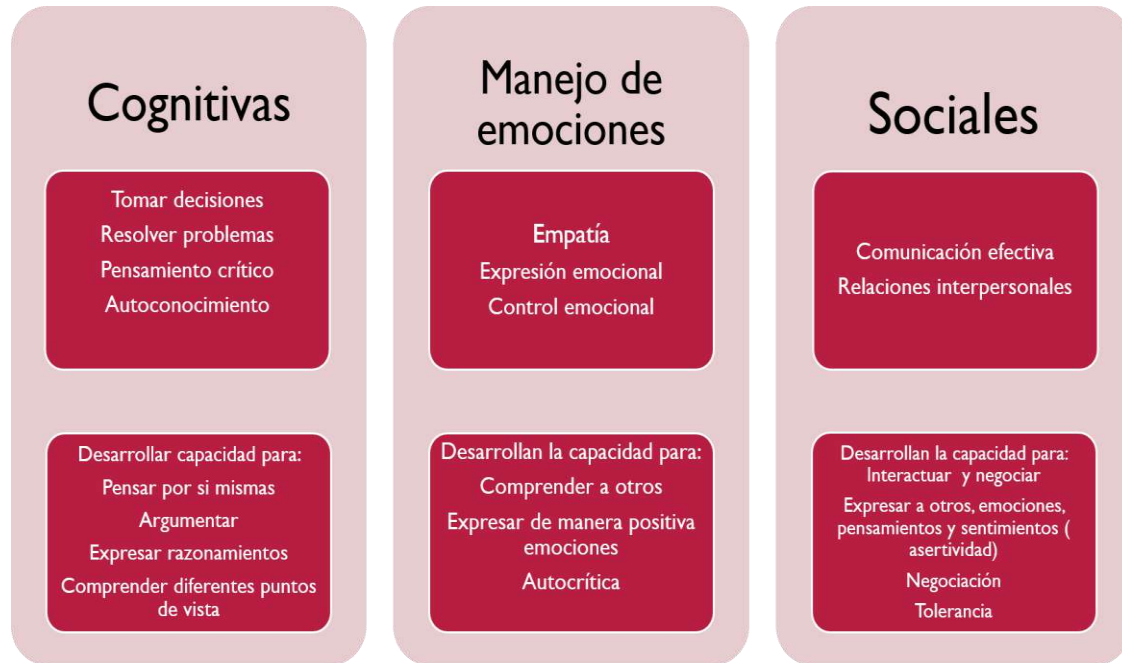 Cognitivas
Tomar decisiones
Resolver problemas
Pensamiento crítico
Autoconocimiento
Desarrollar capacidad para:
Pensar por si mismas
Argumentar
Expresar razonamientos
Comprender diferentes puntos
de vista
Manejo de
emociones
Empatía
Expresión emocional
Control emocional
Desarrollan la capacidad para:
Comprender a otros
Expresar de manera positiva
emociones
Autocrítica
Sociales
Comunicación efectiva
Relaciones interpersonales
Desarrollan la capacidad para:
Interactuar y negociar
Expresar a otros, emociones,
pensamientos y sentimientos (
asertividad)
Negociación
Tolerancia